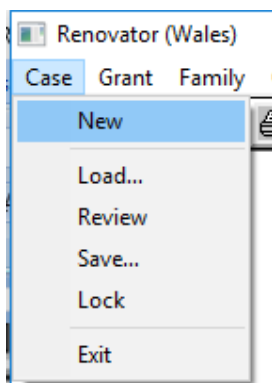 Renovator (Wales)
Case Grant Family
New
Load...
Review
Save...
Lock
Exit